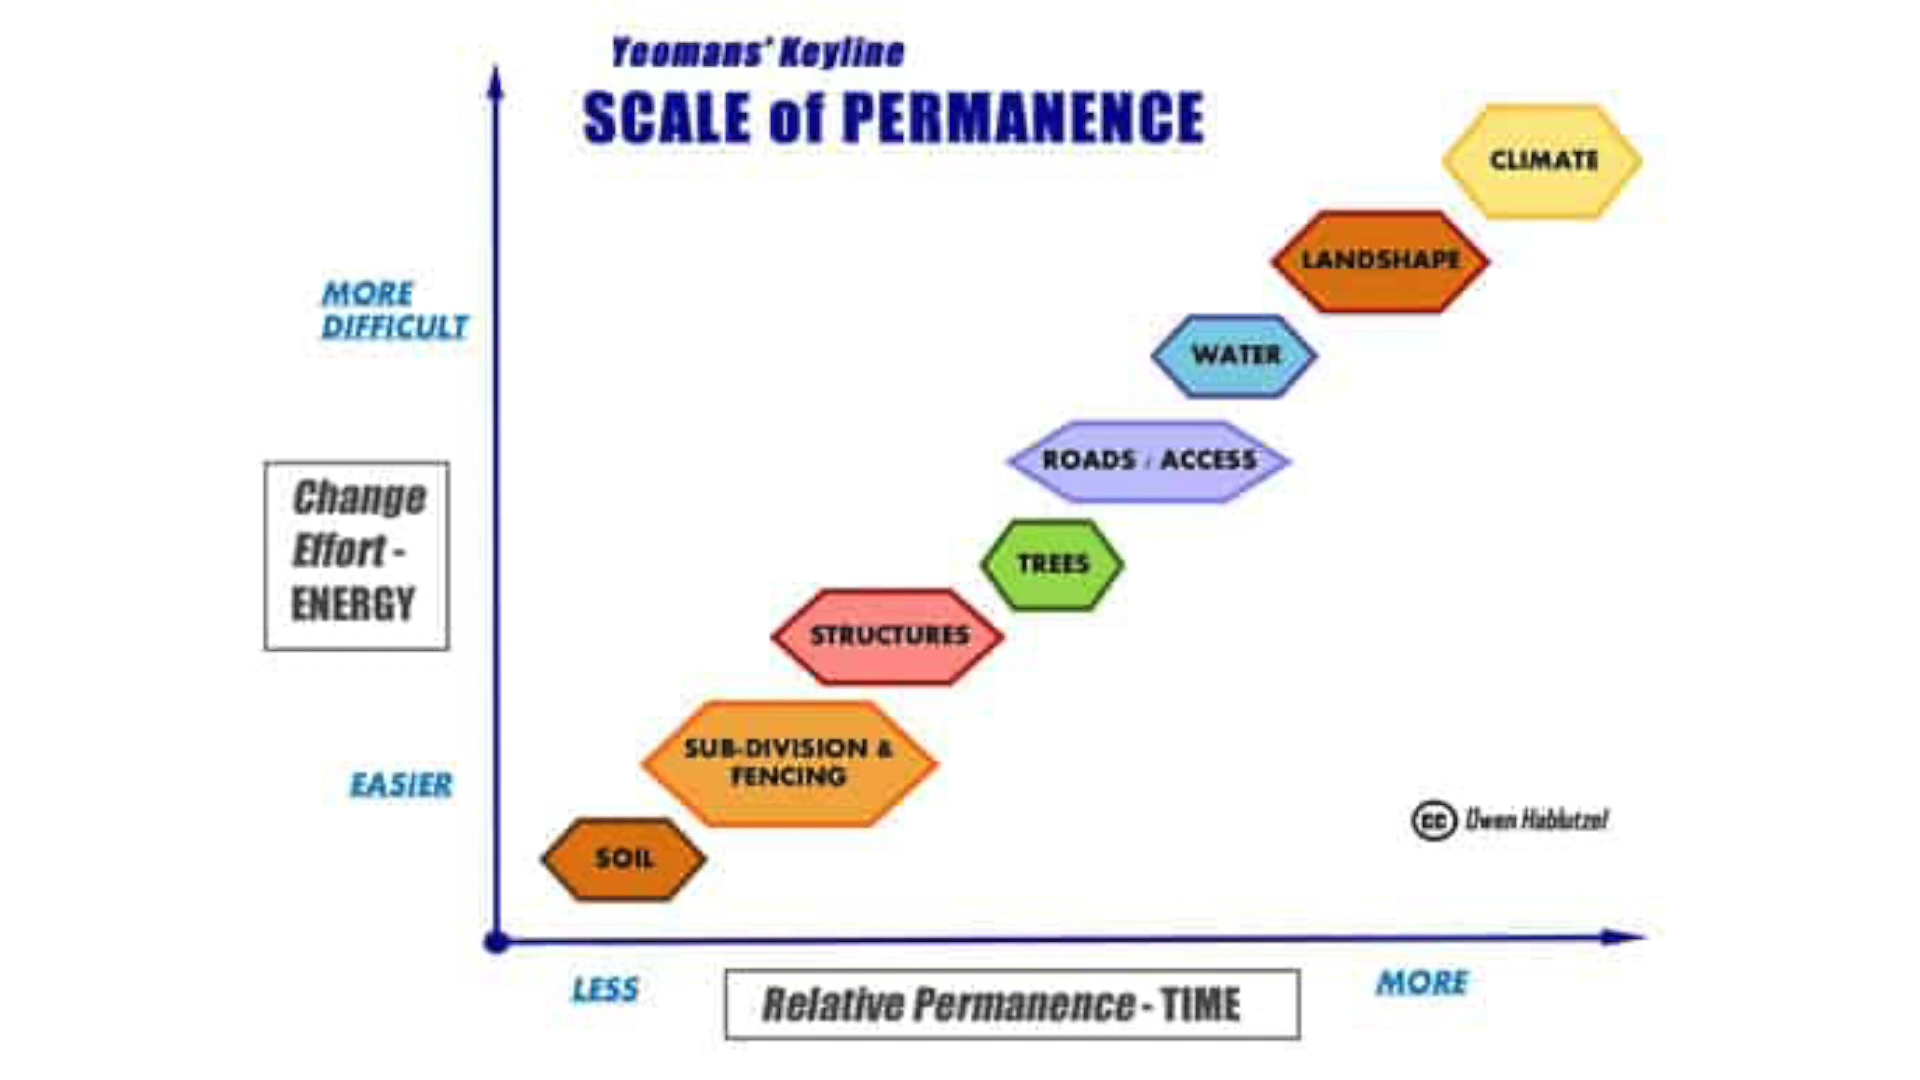 Yeomans' Keyline
SCALE of PERMANENCE
CLIMATE
LANDSHAPE
MORE
DIFFICULT
WATER
ROADS / ACCESS
Change
Effort -
ENERGY
TREES
STRUCTURES
SUB-DIVISION &
FENCING
EASIER
SOIL
cc Owen Hablutzel
LESS
Relative Permanence - TIME
MORE